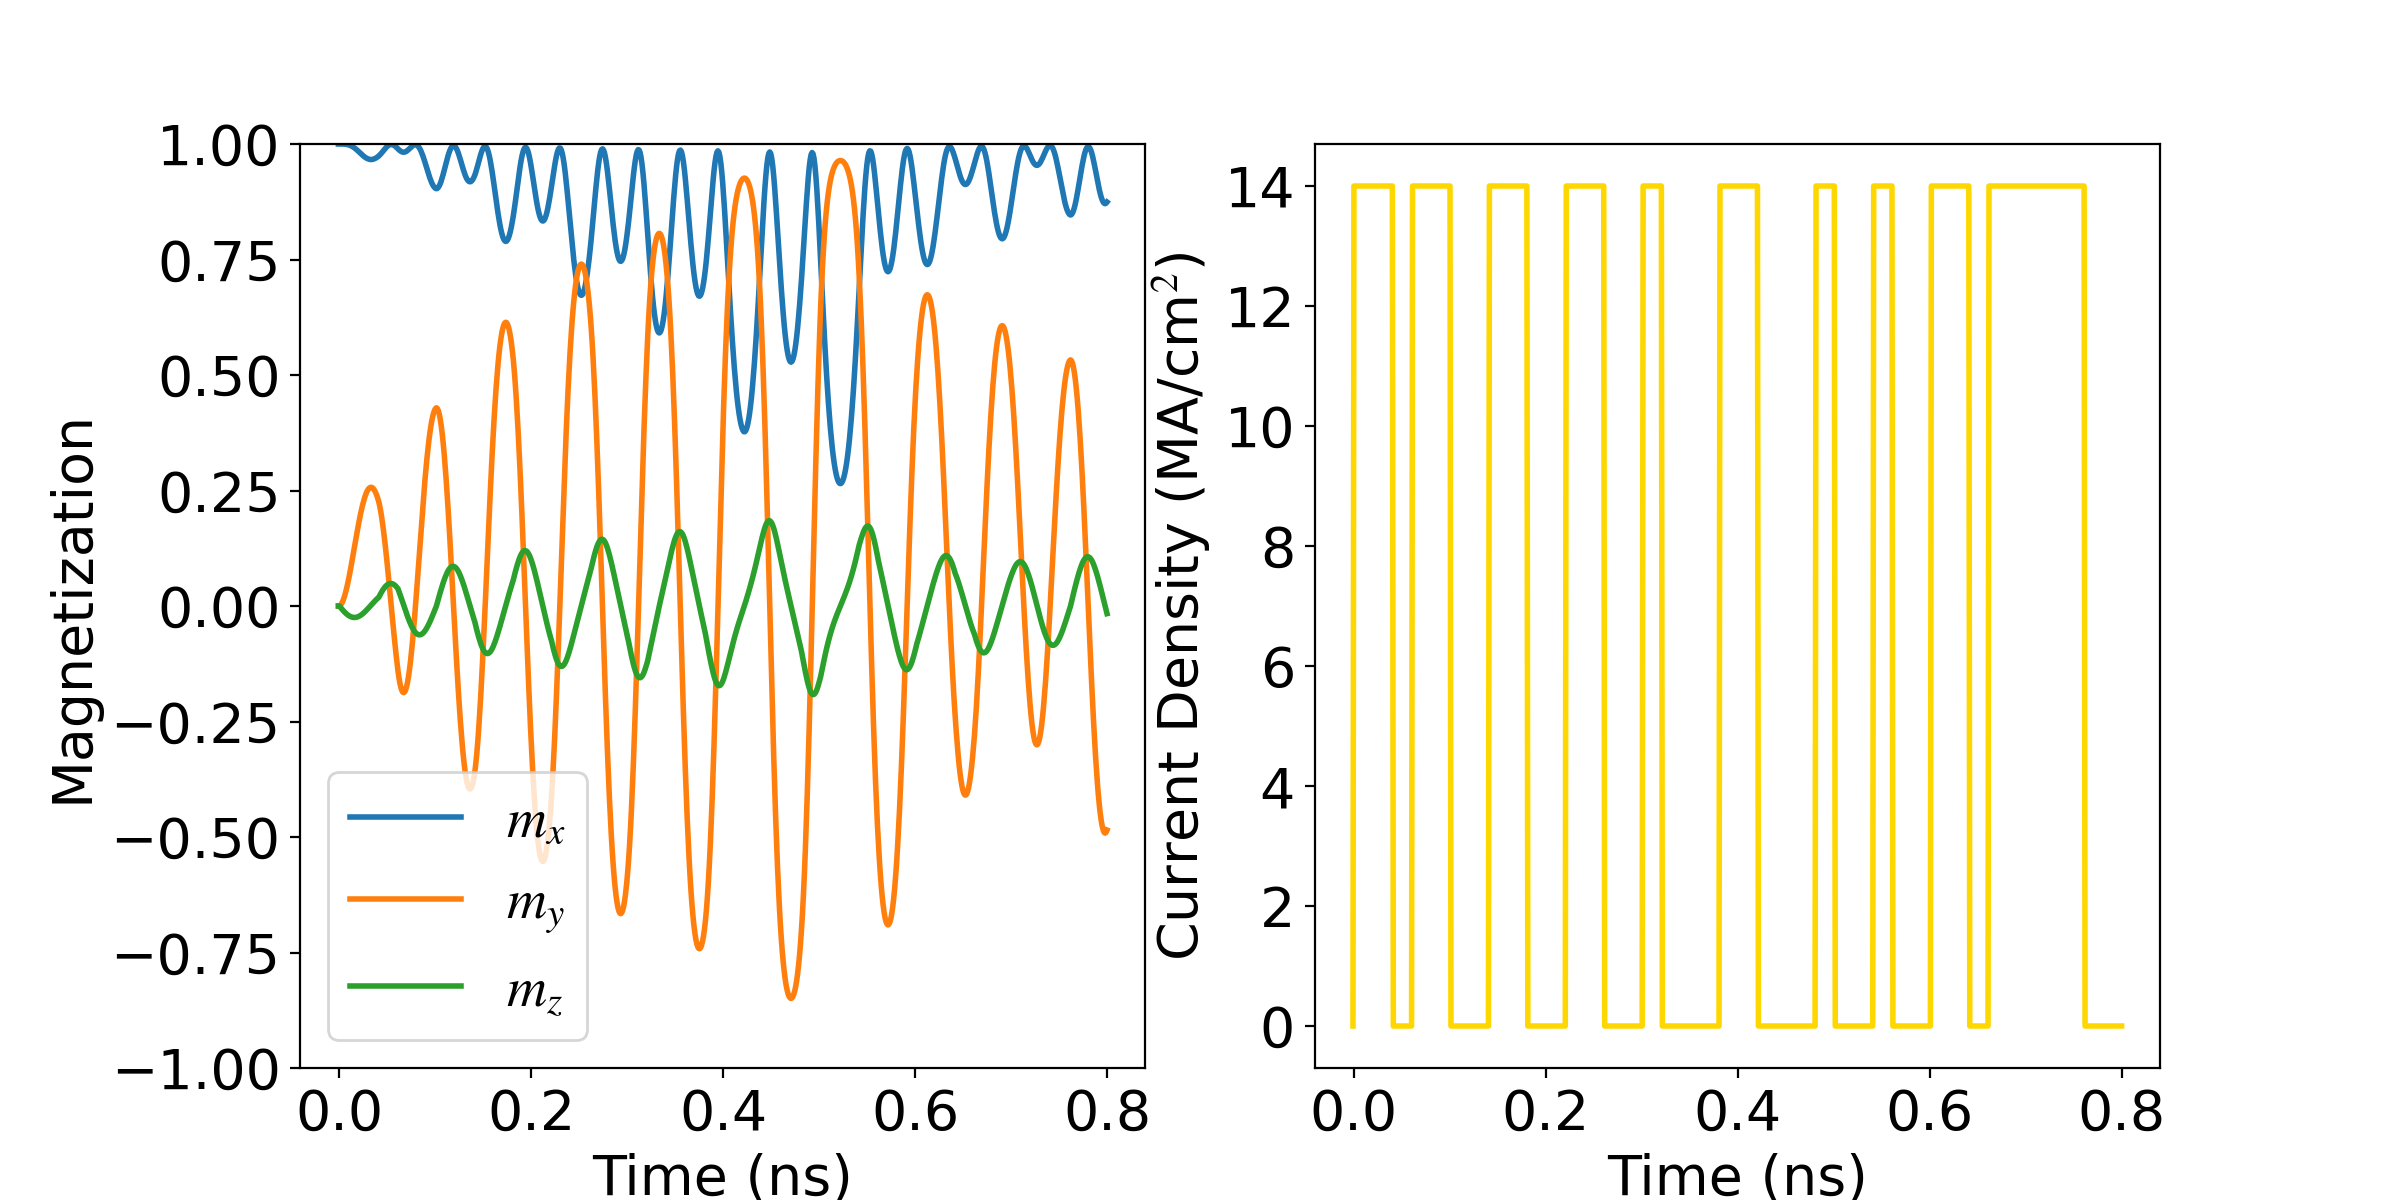 Magnetization
1.00
0.75
0.50
0.25
0.00
−0.25
−0.50
−0.75
−1.00
m_x
m_y
m_z
0.0 0.2 0.4 0.6 0.8
Time (ns)
Current Density (MA/cm²)
14
12
10
8
6
4
2
0
0.0 0.2 0.4 0.6 0.8
Time (ns)